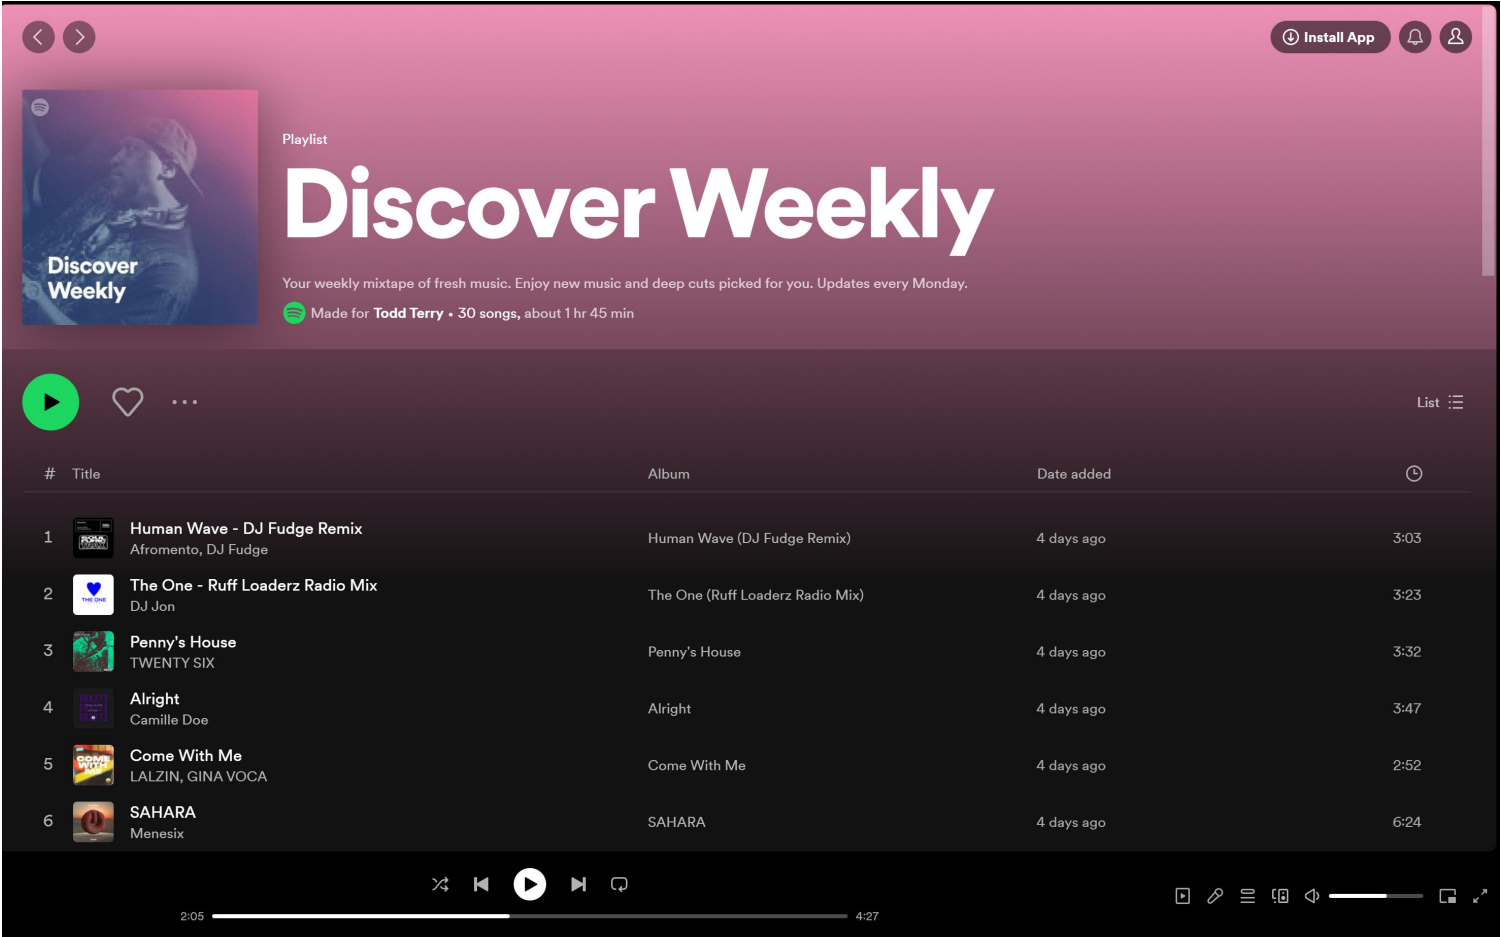 Install App
Discover
Weekly
Playlist
Discover Weekly
Your weekly mixtape of fresh music. Enjoy new music and deep cuts picked for you. Updates every Monday.
Made for Todd Terry • 30 songs, about 1 hr 45 min
List
# Title Album Date added
1 Human Wave - DJ Fudge Remix Human Wave (DJ Fudge Remix) 4 days ago 3:03
Afromento, DJ Fudge
2 THE ONE The One - Ruff Loaderz Radio Mix The One (Ruff Loaderz Radio Mix) 4 days ago 3:23
DJ Jon
3 Penny's House Penny's House 4 days ago 3:32
TWENTY SIX
4 Alright Alright 4 days ago 3:47
Camille Doe
5 COME WITH ME Come With Me Come With Me 4 days ago 2:52
LALZIN, GINA VOCA
6 SAHARA SAHARA 4 days ago 6:24
Menesix
2:05 4:27